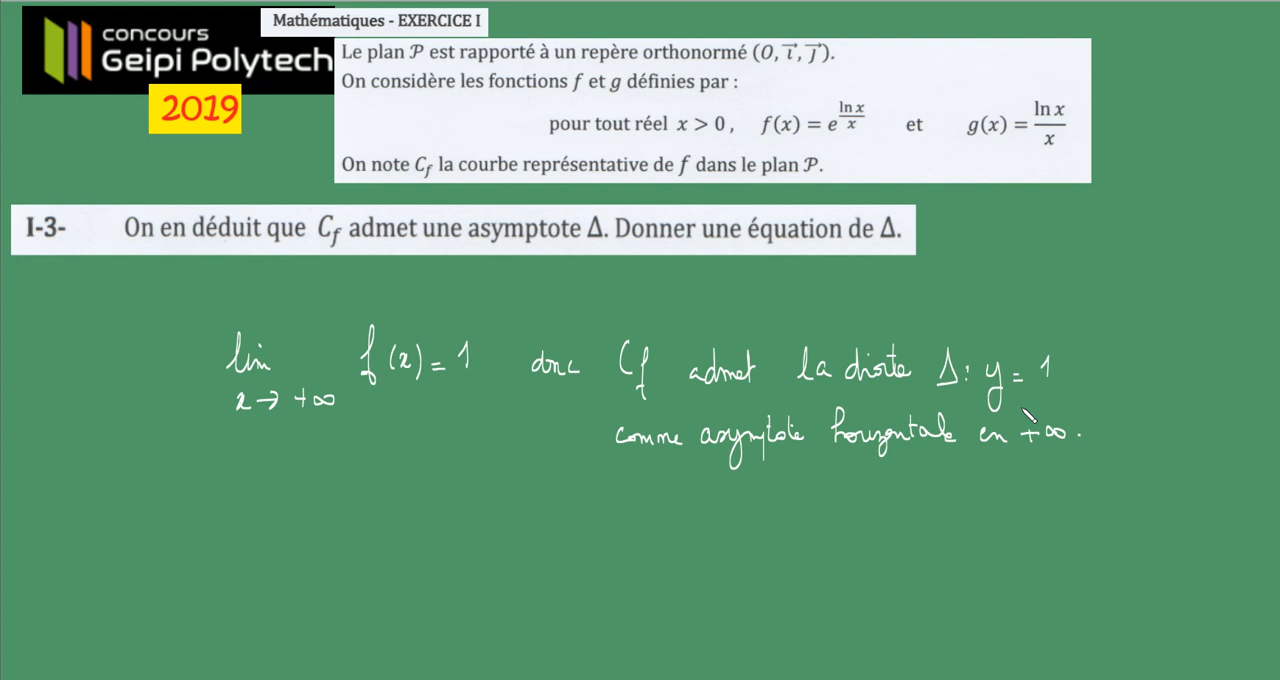 Mathématiques - EXERCICE I
concours
Geipi Polytech
2019
Le plan 𝒫 est rapporté à un repère orthonormé (O, i⃗, j⃗).
On considère les fonctions f et g définies par :
pour tout réel x > 0 , f(x) = e^(ln x / x) et g(x) = ln x / x
On note C_f la courbe représentative de f dans le plan 𝒫.
I-3- On en déduit que C_f admet une asymptote Δ. Donner une équation de Δ.
lim f(x) = 1 donc Cf admet la droite Δ: y = 1
x → +∞
comme asymptote horizontale en +∞.